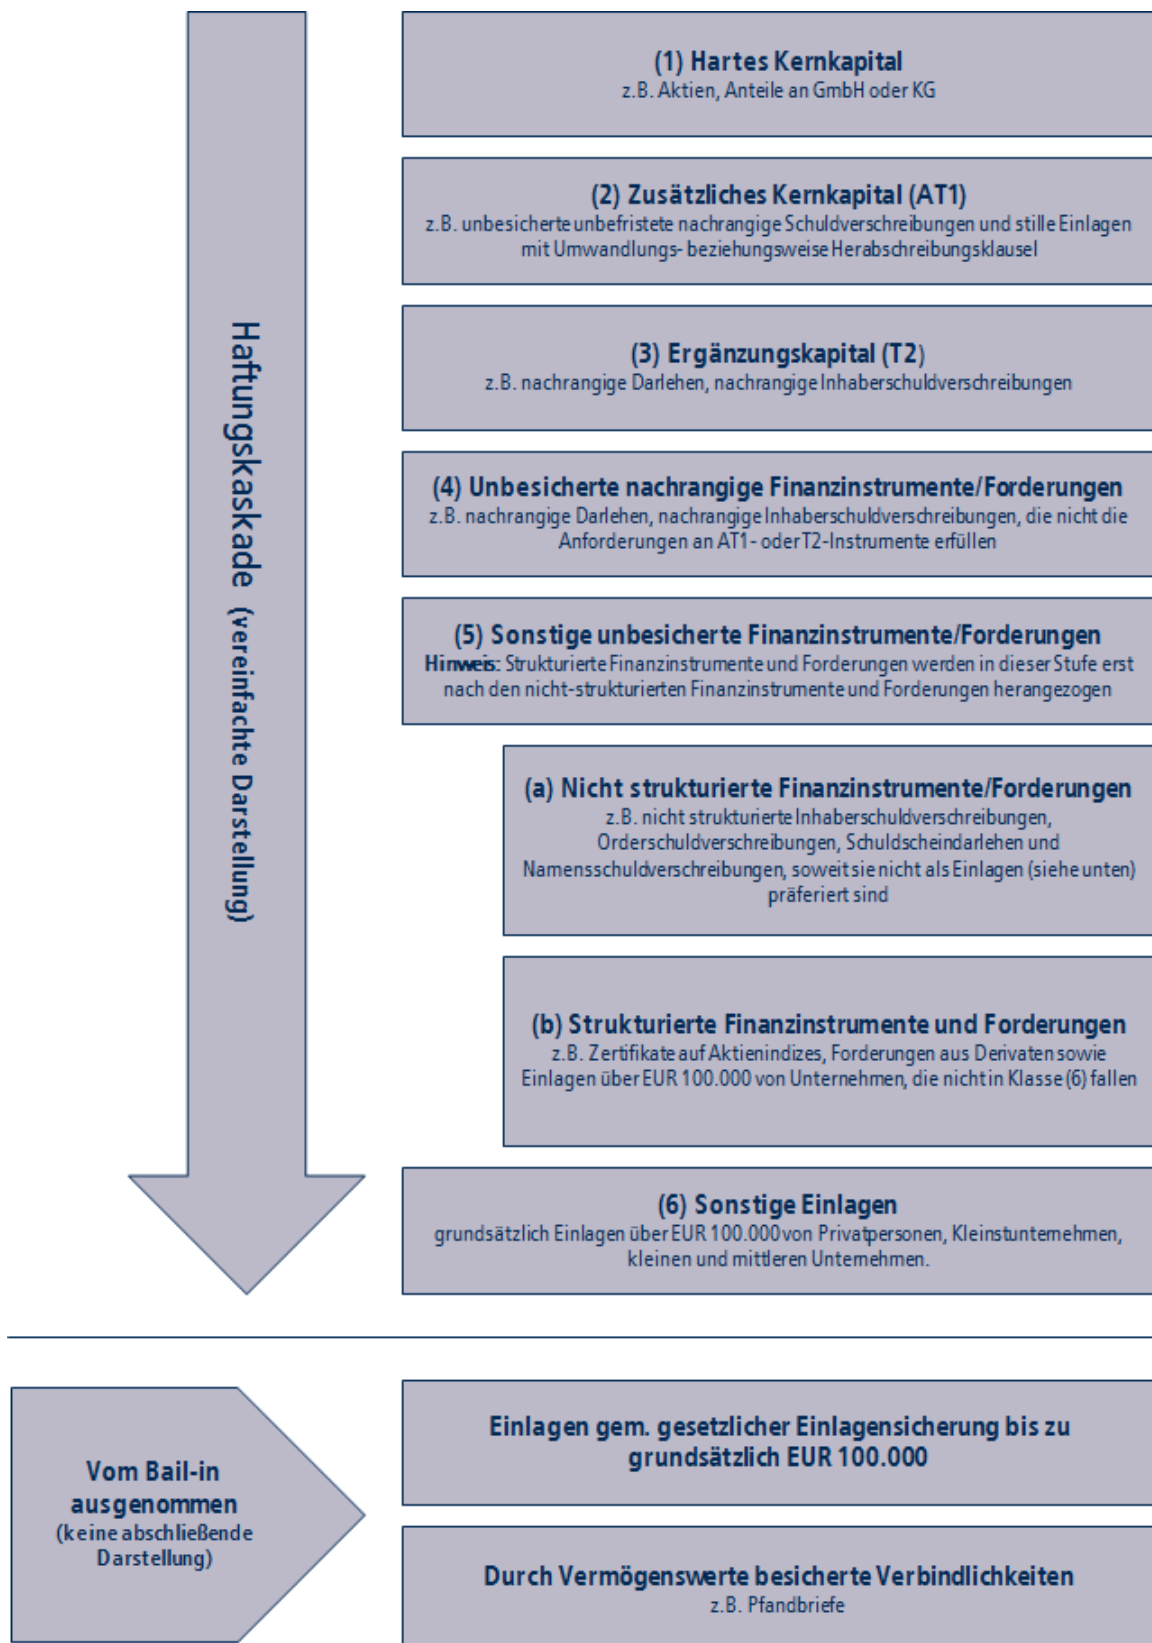 Haftungskaskade (vereinfachte Darstellung)
(1) Hartes Kernkapital
z.B. Aktien, Anteile an GmbH oder KG
(2) Zusätzliches Kernkapital (AT1)
z.B. unbesicherte unbefristete nachrangige Schuldverschreibungen und stille Einlagen
mit Umwandlungs- beziehungsweise Herabschreibungsklausel
(3) Ergänzungskapital (T2)
z.B. nachrangige Darlehen, nachrangige Inhaberschuldverschreibungen
(4) Unbesicherte nachrangige Finanzinstrumente/Forderungen
z.B. nachrangige Darlehen, nachrangige Inhaberschuldverschreibungen, die nicht die
Anforderungen an AT1- oder T2-Instrumente erfüllen
(5) Sonstige unbesicherte Finanzinstrumente/Forderungen
Hinweis: Strukturierte Finanzinstrumente und Forderungen werden in dieser Stufe erst
nach den nicht-strukturierten Finanzinstrumente und Forderungen herangezogen
(a) Nicht strukturierte Finanzinstrumente/Forderungen
z.B. nicht strukturierte Inhaberschuldverschreibungen,
Orderschuldverschreibungen, Schuldscheindarlehen und
Namensschuldverschreibungen, soweit sie nicht als Einlagen (siehe unten)
präferiert sind
(b) Strukturierte Finanzinstrumente und Forderungen
z.B. Zertifikate auf Aktienindizes, Forderungen aus Derivaten sowie
Einlagen über EUR 100.000 von Unternehmen, die nicht in Klasse (6) fallen
(6) Sonstige Einlagen
grundsätzlich Einlagen über EUR 100.000 von Privatpersonen, Kleinstunternehmen,
kleinen und mittleren Unternehmen.
Vom Bail-in
ausgenommen
(keine abschließende
Darstellung)
Einlagen gem. gesetzlicher Einlagensicherung bis zu
grundsätzlich EUR 100.000
Durch Vermögenswerte besicherte Verbindlichkeiten
z.B. Pfandbriefe